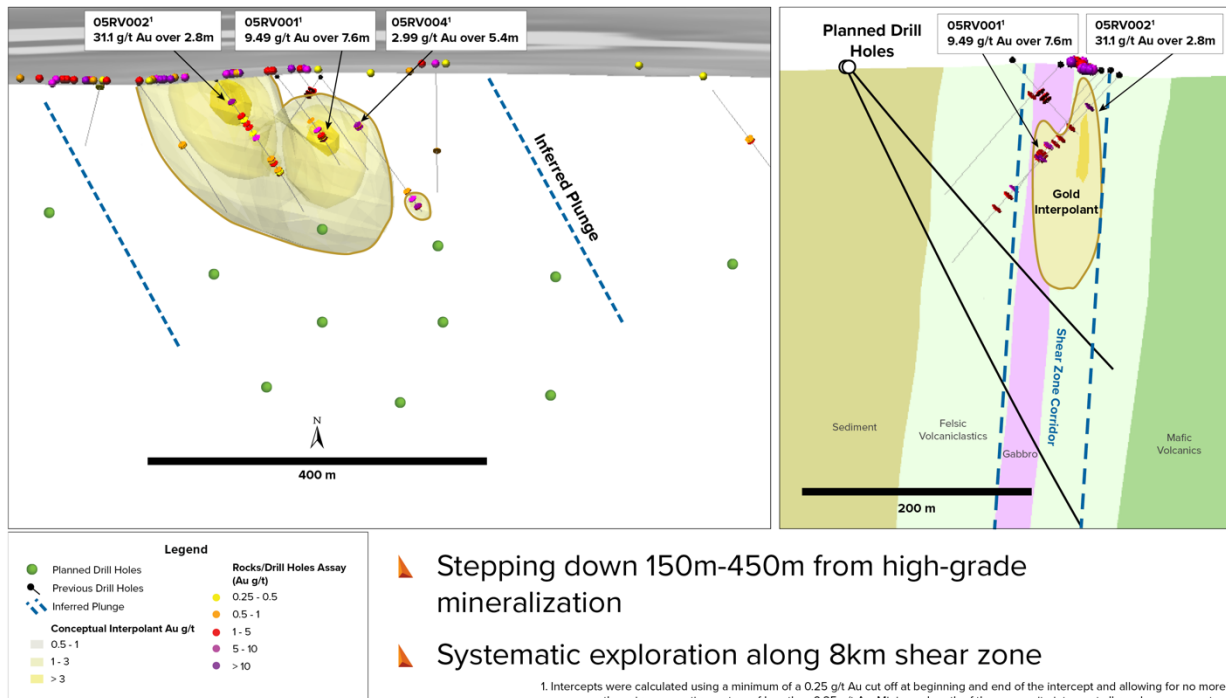 05RV002¹
31.1 g/t Au over 2.8m
05RV001¹
9.49 g/t Au over 7.6m
05RV004¹
2.99 g/t Au over 5.4m
Inferred Plunge
N
400 m
Planned Drill
Holes
05RV001¹
9.49 g/t Au over 7.6m
05RV002¹
31.1 g/t Au over 2.8m
Gold
Interpolant
Shear Zone Corridor
Sediment
Felsic
Volcaniclastics
Gabbro
Mafic
Volcanics
200 m
Legend
Planned Drill Holes
Previous Drill Holes
Inferred Plunge
Conceptual Interpolant Au g/t
0.5 - 1
1 - 3
> 3
Rocks/Drill Holes Assay
(Au g/t)
0.25 - 0.5
0.5 - 1
1 - 5
5 - 10
> 10
Stepping down 150m-450m from high-grade
mineralization
Systematic exploration along 8km shear zone
1. Intercepts were calculated using a minimum of a 0.25 g/t Au cut off at beginning and end of the intercept and allowing for no more